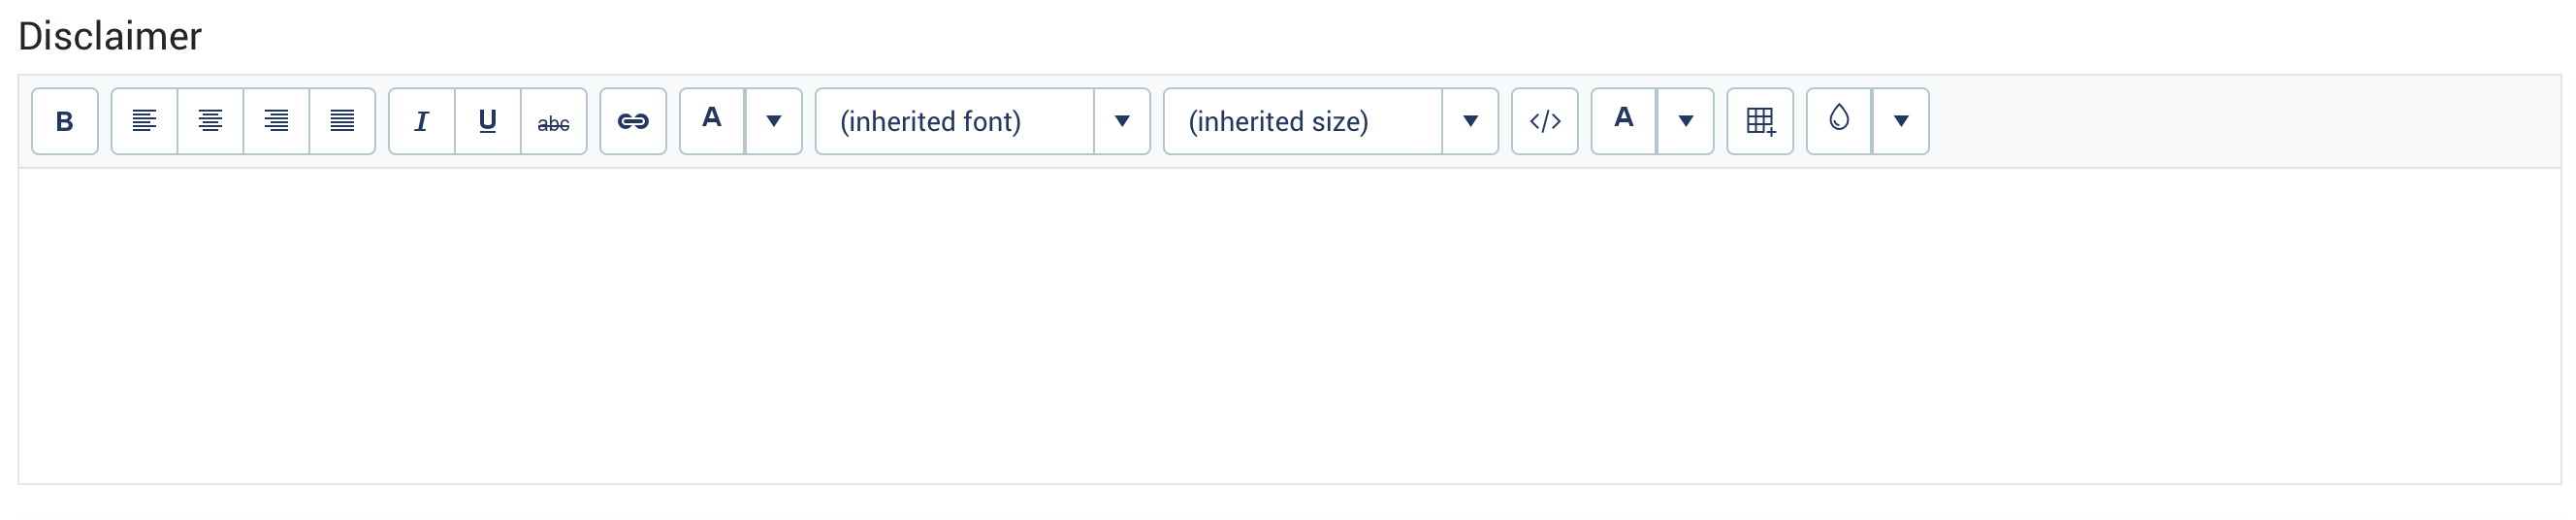 Disclaimer
B I U abc A (inherited font) (inherited size) </> A